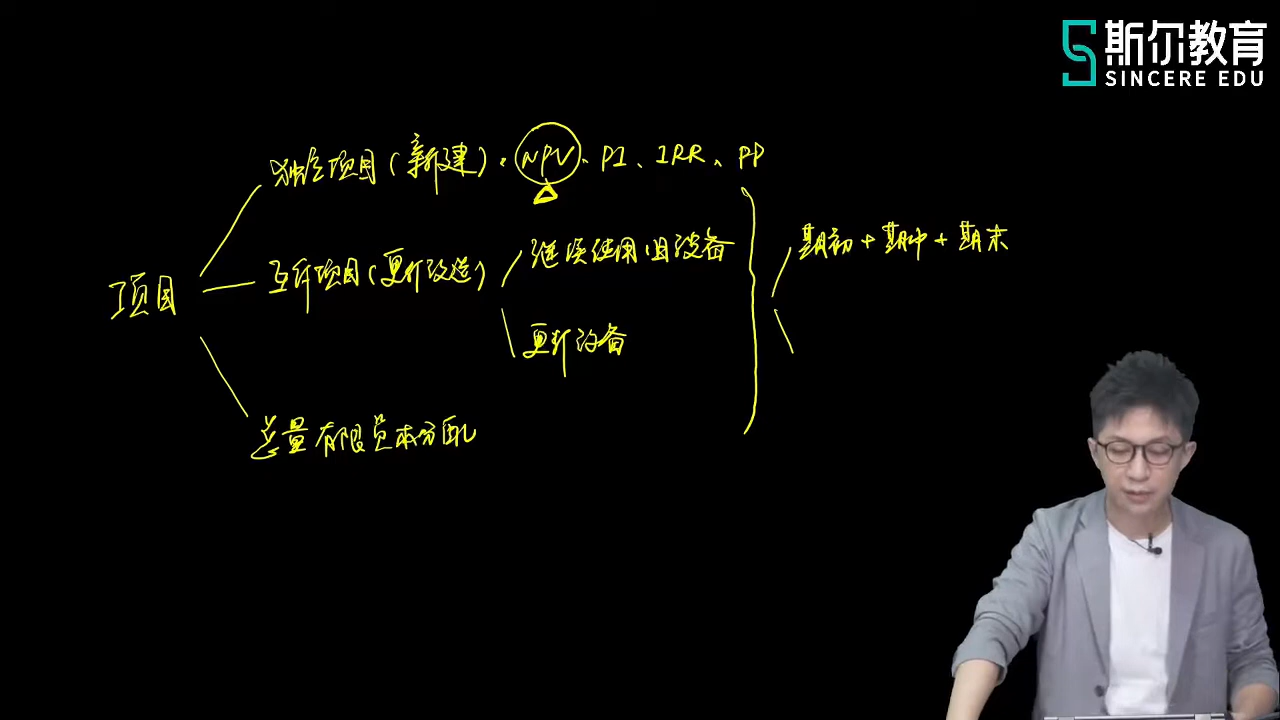 斯尔教育
SINCERE EDU
独立项目(新建)、NPV、PI、IRR、PP
期初+期中+期末
继续使用旧设备
互斥项目(更新改造)
项目
更新设备
总量有限资本分配